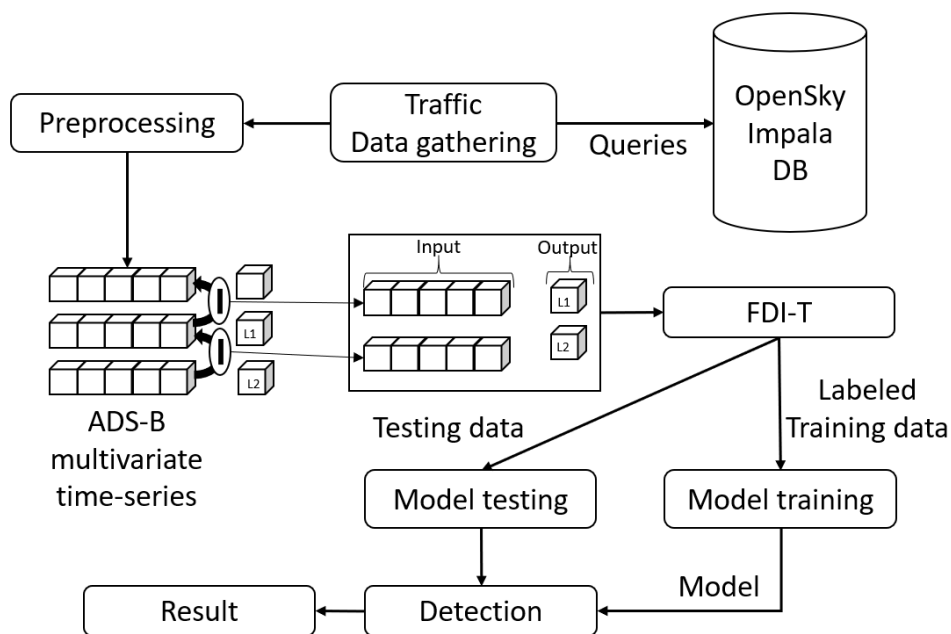 Preprocessing
Traffic
Data gathering
Queries
OpenSky
Impala
DB
Input
Output
L1
L1
L2
L2
FDI-T
ADS-B
multivariate
time-series
Testing data
Labeled
Training data
Model testing
Model training
Model
Result
Detection